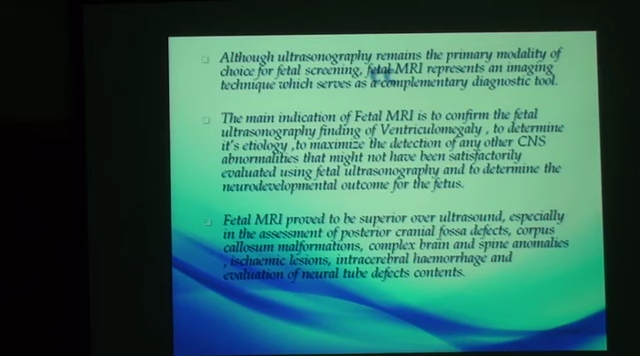 Although ultrasonography remains the primary modality of
choice for fetal screening, fetal MRI represents an imaging
technique which serves as a complementary diagnostic tool.
The main indication of Fetal MRI is to confirm the fetal
ultrasonography finding of Ventriculomegaly , to determine
it's etiology ,to maximize the detection of any other CNS
abnormalities that might not have been satisfactorily
evaluated using fetal ultrasonography and to determine the
neurodevelopmental outcome for the fetus.
Fetal MRI proved to be superior over ultrasound, especially
in the assessment of posterior cranial fossa defects, corpus
callosum malformations, complex brain and spine anomalies
, ischaemic lesions, intracerebral haemorrhage and
evaluation of neural tube defects contents.